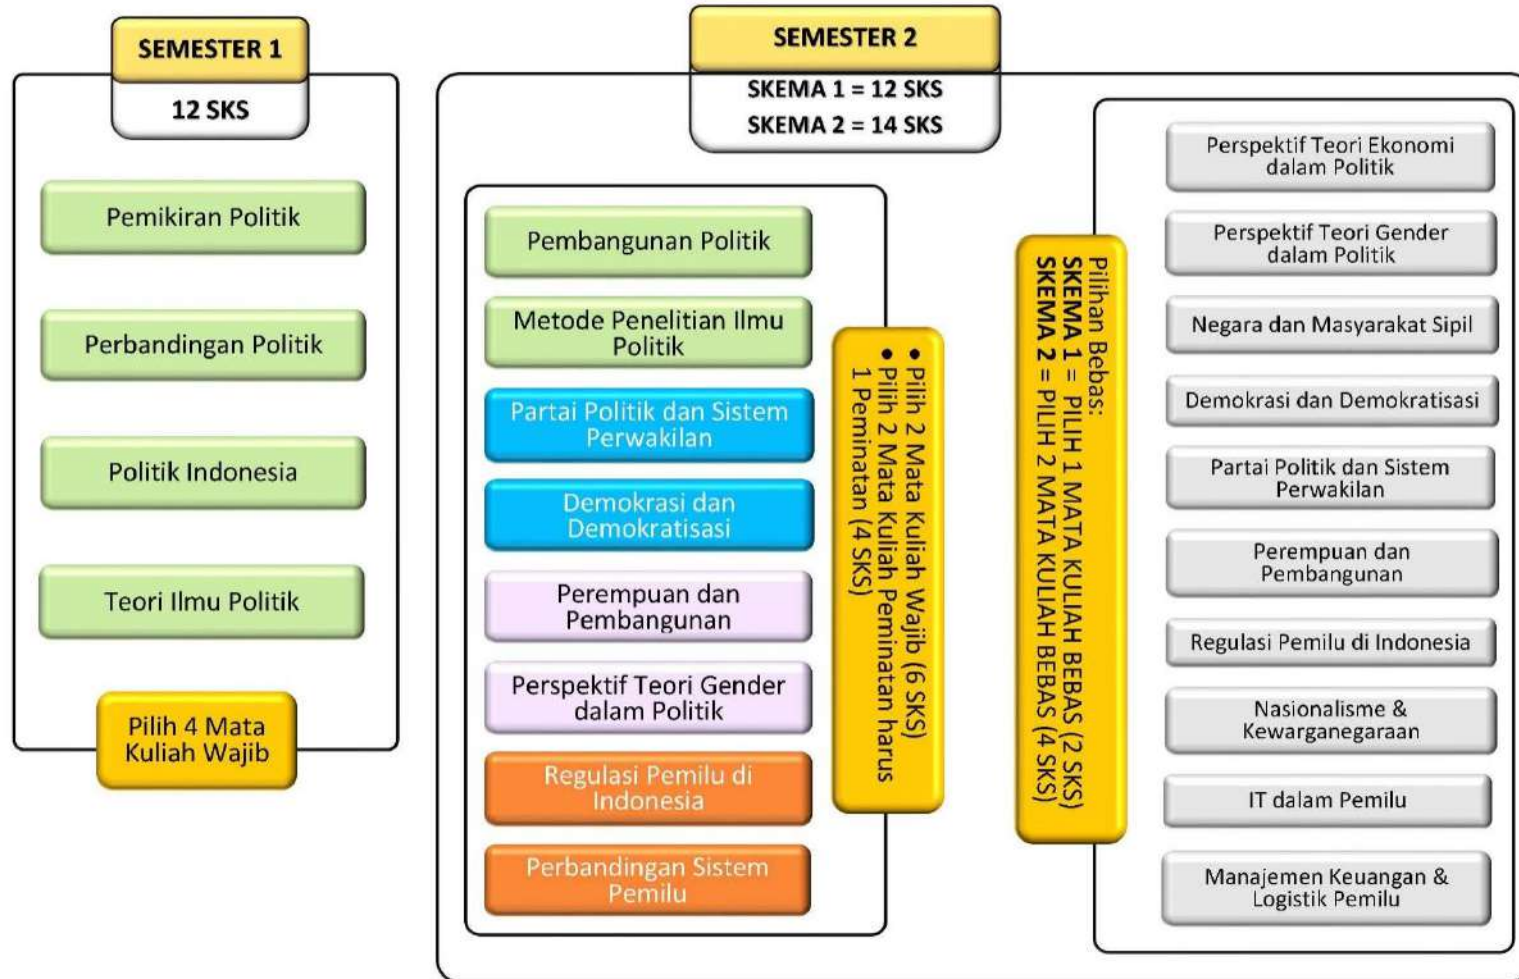 SEMESTER 1
12 SKS
Pemikiran Politik
Perbandingan Politik
Politik Indonesia
Teori Ilmu Politik
Pilih 4 Mata
Kuliah Wajib
SEMESTER 2
SKEMA 1 = 12 SKS
SKEMA 2 = 14 SKS
Pembangunan Politik
Metode Penelitian Ilmu
Politik
Partai Politik dan Sistem
Perwakilan
Demokrasi dan
Demokratisasi
Perempuan dan
Pembangunan
Perspektif Teori Gender
dalam Politik
Regulasi Pemilu di
Indonesia
Perbandingan Sistem
Pemilu
• Pilih 2 Mata Kuliah Wajib (6 SKS)
• Pilih 2 Mata Kuliah Peminatan harus
1 Peminatan (4 SKS)
Pilihan Bebas:
SKEMA 1 = PILIH 1 MATA KULIAH BEBAS (2 SKS)
SKEMA 2 = PILIH 2 MATA KULIAH BEBAS (4 SKS)
Perspektif Teori Ekonomi
dalam Politik
Perspektif Teori Gender
dalam Politik
Negara dan Masyarakat Sipil
Demokrasi dan Demokratisasi
Partai Politik dan Sistem
Perwakilan
Perempuan dan
Pembangunan
Regulasi Pemilu di Indonesia
Nasionalisme &
Kewarganegaraan
IT dalam Pemilu
Manajemen Keuangan &
Logistik Pemilu